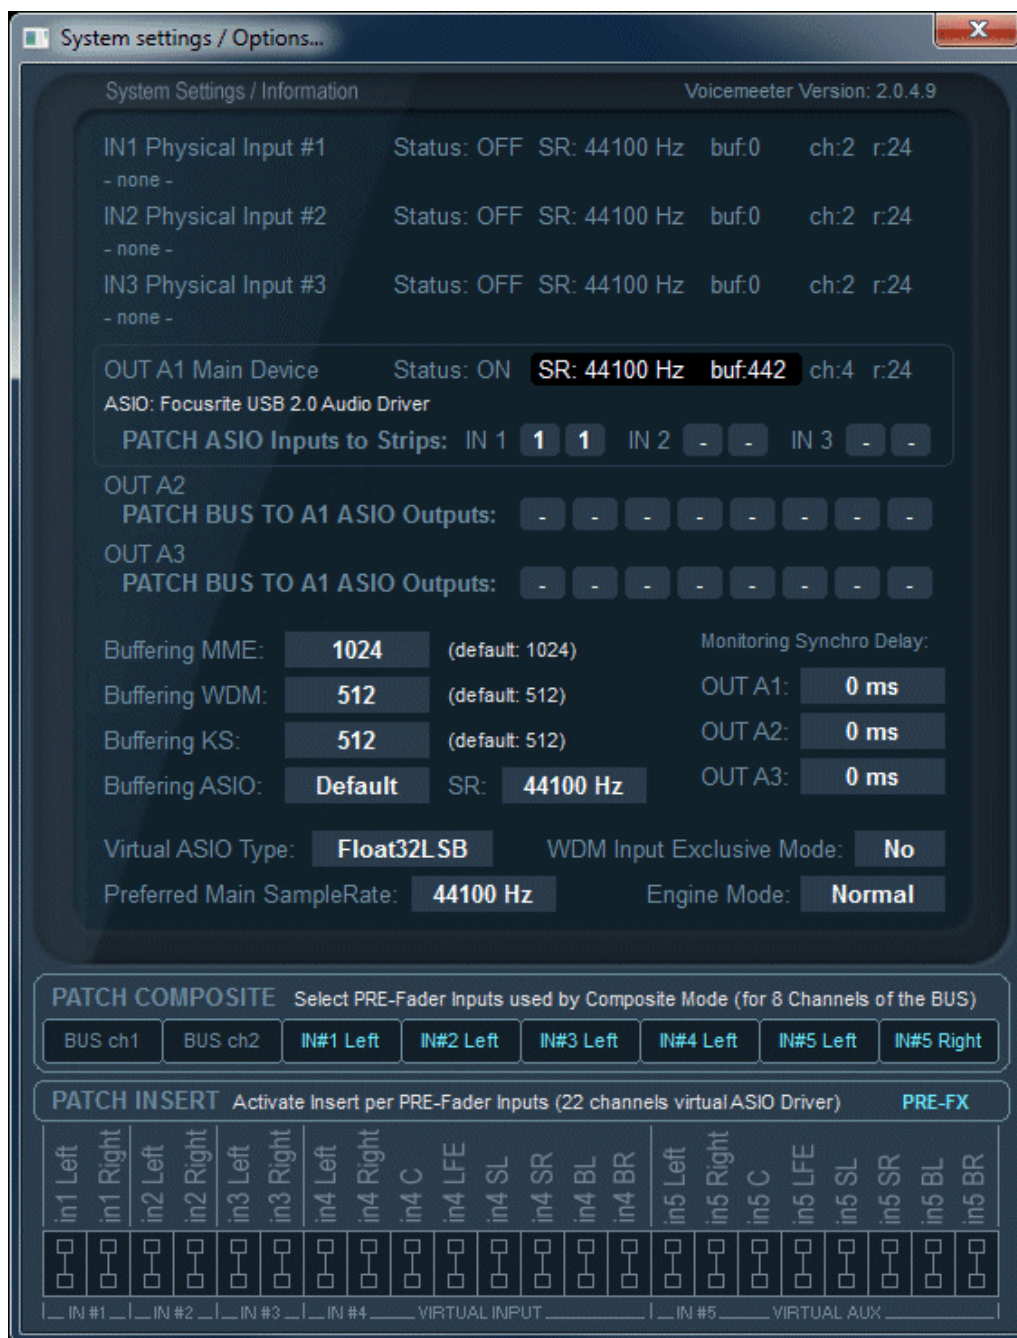 System settings / Options...
x
System Settings / Information Voicemeeter Version: 2.0.4.9
IN1 Physical Input #1 Status: OFF SR: 44100 Hz buf:0 ch:2 r:24
- none -
IN2 Physical Input #2 Status: OFF SR: 44100 Hz buf:0 ch:2 r:24
- none -
IN3 Physical Input #3 Status: OFF SR: 44100 Hz buf:0 ch:2 r:24
- none -
OUT A1 Main Device Status: ON SR: 44100 Hz buf:442 ch:4 r:24
ASIO: Focusrite USB 2.0 Audio Driver
PATCH ASIO Inputs to Strips: IN 1 1 1 IN 2 - - IN 3 - -
OUT A2
PATCH BUS TO A1 ASIO Outputs: - - - - - - - -
OUT A3
PATCH BUS TO A1 ASIO Outputs: - - - - - - - -
Buffering MME: 1024 (default: 1024) Monitoring Synchro Delay:
Buffering WDM: 512 (default: 512) OUT A1: 0 ms
Buffering KS: 512 (default: 512) OUT A2: 0 ms
Buffering ASIO: Default SR: 44100 Hz OUT A3: 0 ms
Virtual ASIO Type: Float32LSB WDM Input Exclusive Mode: No
Preferred Main SampleRate: 44100 Hz Engine Mode: Normal
PATCH COMPOSITE Select PRE-Fader Inputs used by Composite Mode (for 8 Channels of the BUS)
BUS ch1 BUS ch2 IN#1 Left IN#2 Left IN#3 Left IN#4 Left IN#5 Left IN#5 Right
PATCH INSERT Activate Insert per PRE-Fader Inputs (22 channels virtual ASIO Driver) PRE-FX
in1 Left in1 Right in2 Left in2 Right in3 Left in3 Right in4 Left in4 Right in4 C in4 LFE in4 SL in4 SR in4 BL in4 BR in5 Left in5 Right in5 C in5 LFE in5 SL in5 SR in5 BL in5 BR
IN #1 IN #2 IN #3 IN #4 VIRTUAL INPUT IN #5 VIRTUAL AUX